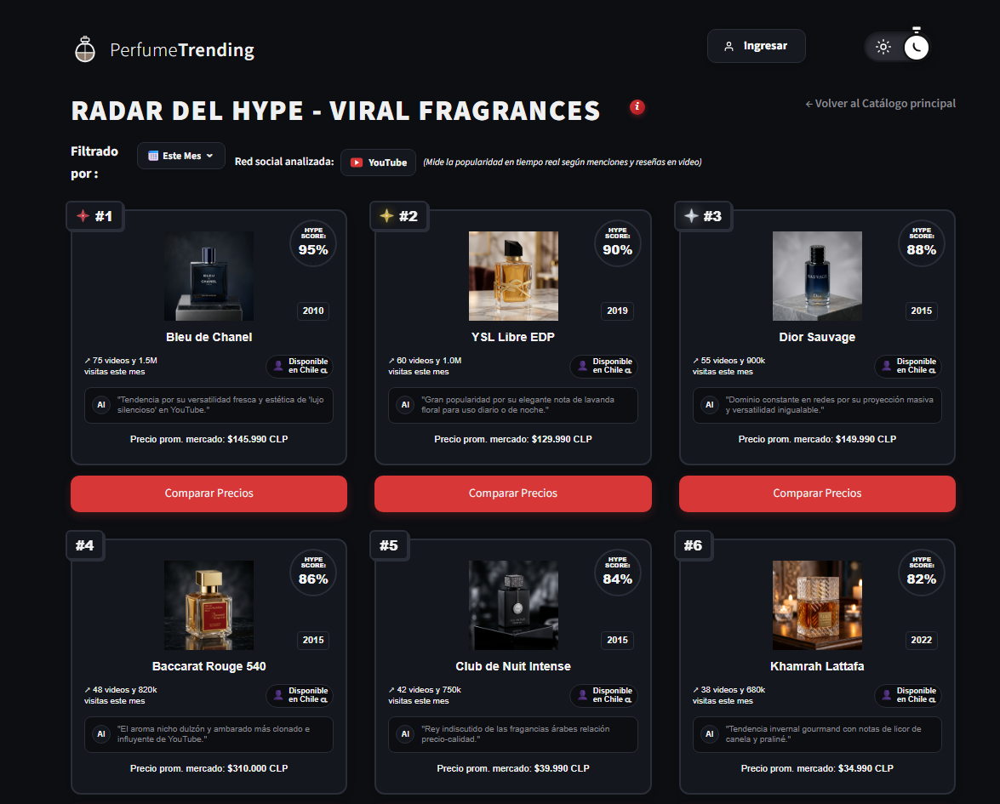 PerfumeTrending
Ingresar
RADAR DEL HYPE - VIRAL FRAGRANCES
i
← Volver al Catálogo principal
Filtrado por :
Este Mes
Red social analizada:
YouTube
(Mide la popularidad en tiempo real según menciones y reseñas en video)
#1
HYPE
SCORE:
95%
BLEU
CHANEL
2010
Bleu de Chanel
↗ 75 videos y 1.5M
visitas este mes
Disponible
en Chile CL
AI
"Tendencia por su versatilidad fresca y estética de 'lujo
silencioso' en YouTube."
Precio prom. mercado: $145.990 CLP
Comparar Precios
#2
HYPE
SCORE:
90%
2019
YSL Libre EDP
↗ 60 videos y 1.0M
visitas este mes
Disponible
en Chile CL
AI
"Gran popularidad por su elegante nota de lavanda
floral para uso diario o de noche."
Precio prom. mercado: $129.990 CLP
Comparar Precios
#3
HYPE
SCORE:
88%
SAUVAGE
Dior
2015
Dior Sauvage
↗ 55 videos y 900k
visitas este mes
Disponible
en Chile CL
AI
"Dominio constante en redes por su proyección masiva
y versatilidad inigualable."
Precio prom. mercado: $149.990 CLP
Comparar Precios
#4
HYPE
SCORE:
86%
2015
Baccarat Rouge 540
↗ 48 videos y 820k
visitas este mes
Disponible
en Chile CL
AI
"El aroma nicho dulzón y ambarado más clonado e
influyente de YouTube."
Precio prom. mercado: $310.000 CLP
#5
HYPE
SCORE:
84%
2015
Club de Nuit Intense
↗ 42 videos y 750k
visitas este mes
Disponible
en Chile CL
AI
"Rey indiscutido de las fragancias árabes relación
precio-calidad."
Precio prom. mercado: $39.990 CLP
#6
HYPE
SCORE:
82%
2022
Khamrah Lattafa
↗ 38 videos y 680k
visitas este mes
Disponible
en Chile CL
AI
"Tendencia invernal gourmand con notas de licor de
canela y praliné."
Precio prom. mercado: $34.990 CLP